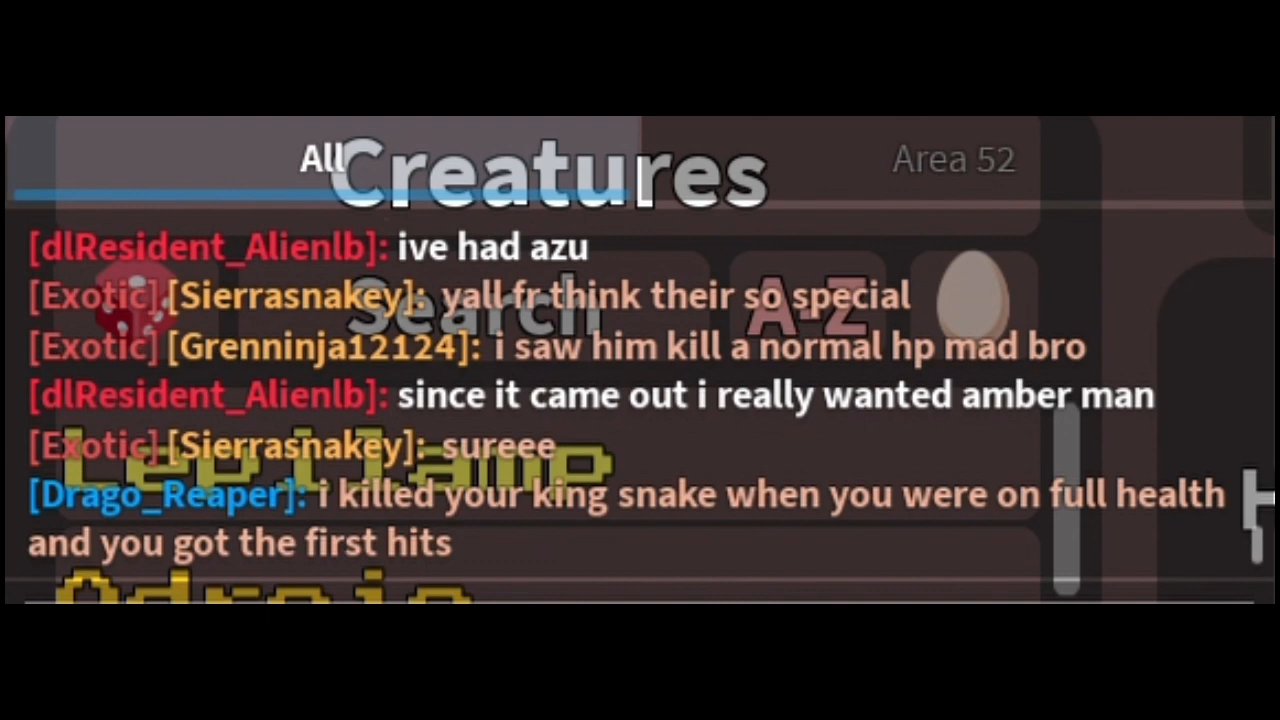 All
Creatures
Area 52
[dlResident_Alienlb]: ive had azu
[Exotic] [Sierrasnakey]: yall fr think their so special
Search
A-Z
[Exotic] [Grenninja12124]: i saw him kill a normal hp mad bro
[dlResident_Alienlb]: since it came out i really wanted amber man
[Exotic] [Sierrasnakey]: sureee
[Drago_Reaper]: i killed your king snake when you were on full health
and you got the first hits